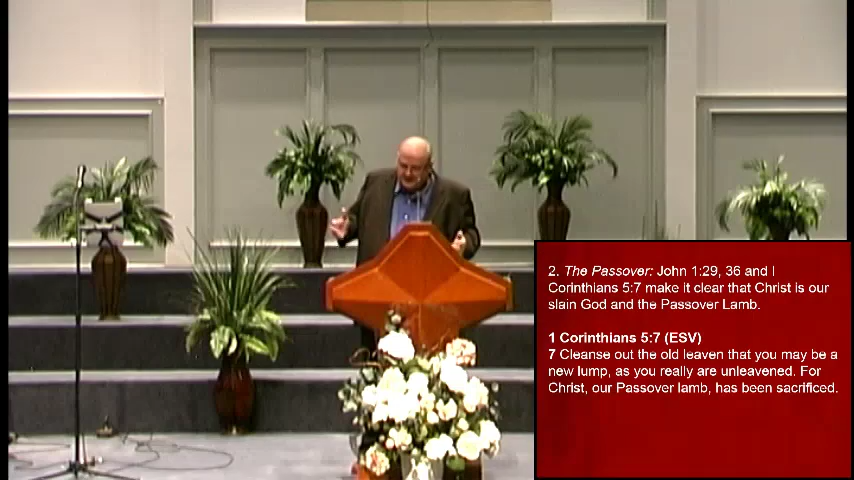 2. The Passover: John 1:29, 36 and I
Corinthians 5:7 make it clear that Christ is our
slain God and the Passover Lamb.
1 Corinthians 5:7 (ESV)
7 Cleanse out the old leaven that you may be a
new lump, as you really are unleavened. For
Christ, our Passover lamb, has been sacrificed.